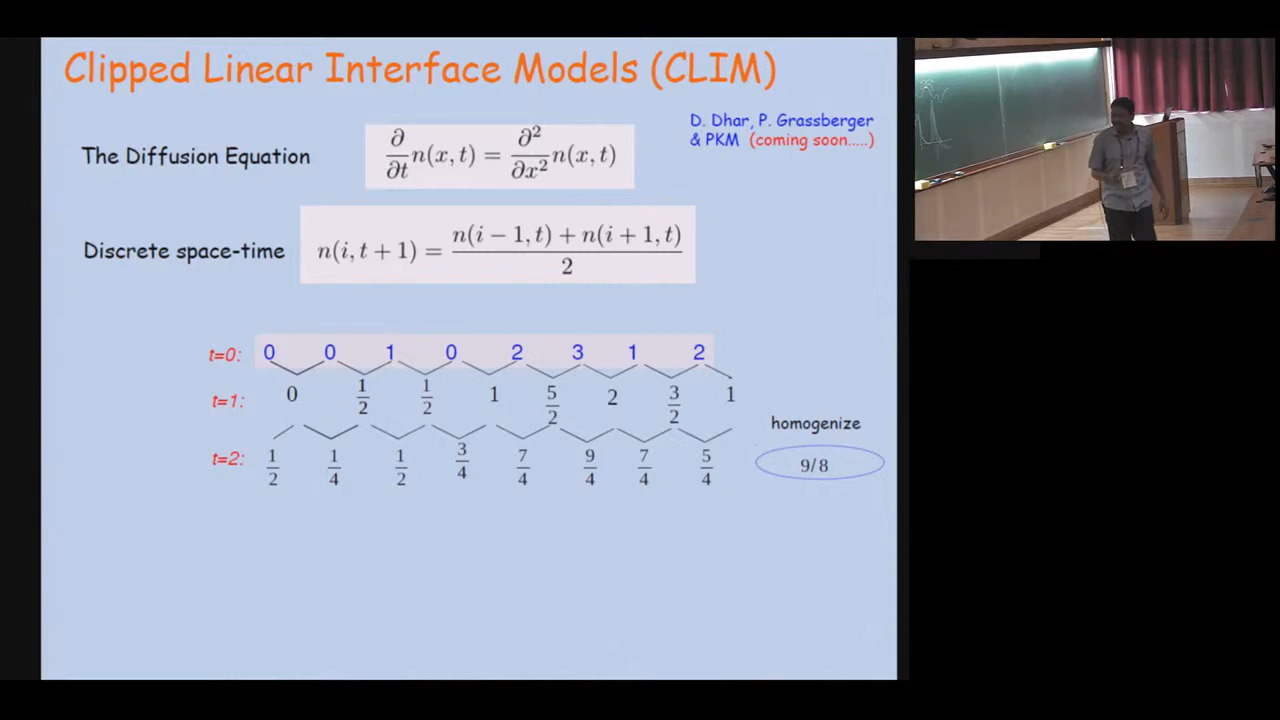 Clipped Linear Interface Models (CLIM)
D. Dhar, P. Grassberger
& PKM (coming soon.....)
The Diffusion Equation ∂/∂t n(x, t) = ∂²/∂x² n(x, t)
Discrete space-time n(i, t + 1) = (n(i − 1, t) + n(i + 1, t))/2
t=0: 0 0 1 0 2 3 1 2
t=1: 0 1/2 1/2 1 5/2 2 3/2 1
homogenize
t=2: 1/2 1/4 1/2 3/4 7/4 9/4 7/4 5/4 9/8